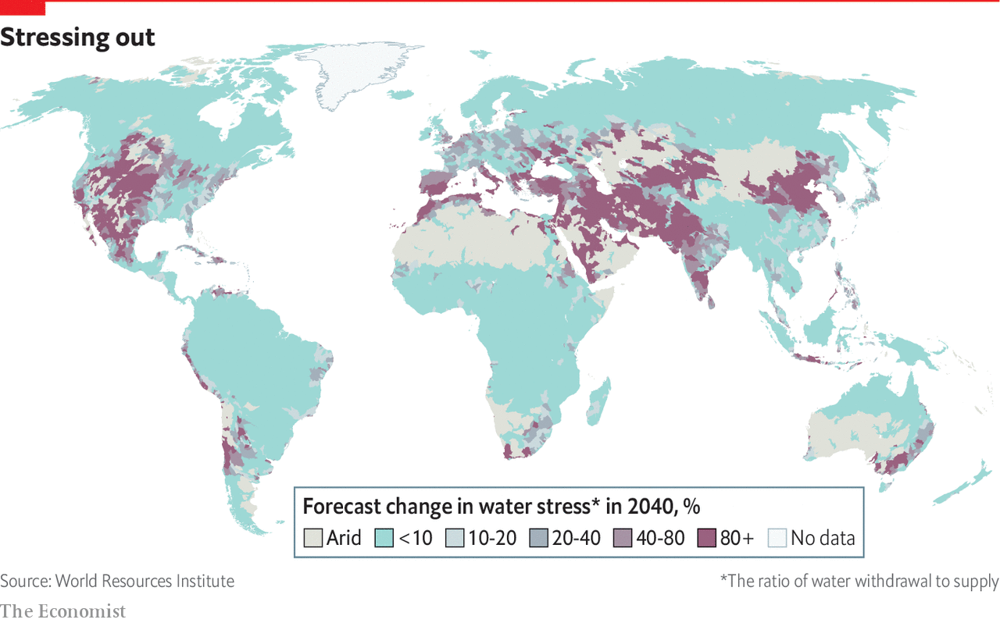 Stressing out
Forecast change in water stress* in 2040, %
Arid <10 10-20 20-40 40-80 80+ No data
Source: World Resources Institute
*The ratio of water withdrawal to supply
The Economist